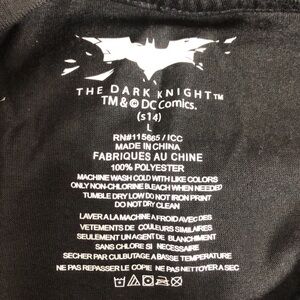 THE DARK KNIGHT™
TM & © DC Comics.
(s14)
L
RN#115665/ICC
MADE IN CHINA
FABRIQUÉS AU CHINE
100% POLYESTER
MACHINE WASH COLD WITH LIKE COLORS
ONLY NON-CHLORINE BLEACH WHEN NEEDED
TUMBLE DRY LOW DO NOT IRON PRINT
DO NOT DRY CLEAN
LAVER A LA MACHINE A FROID AVEC DES
VETEMENTS DE COULEURS SIMILAIRES
SEULEMENT UN AGENT DE BLANCHIMENT
SANS CHLORE SI NECESSAIRE
SECHER PAR CULBUTAGE A BASSE TEMPERATURE
NE PAS REPASSER LE COPIE NE PAS NETTOYER A SEC